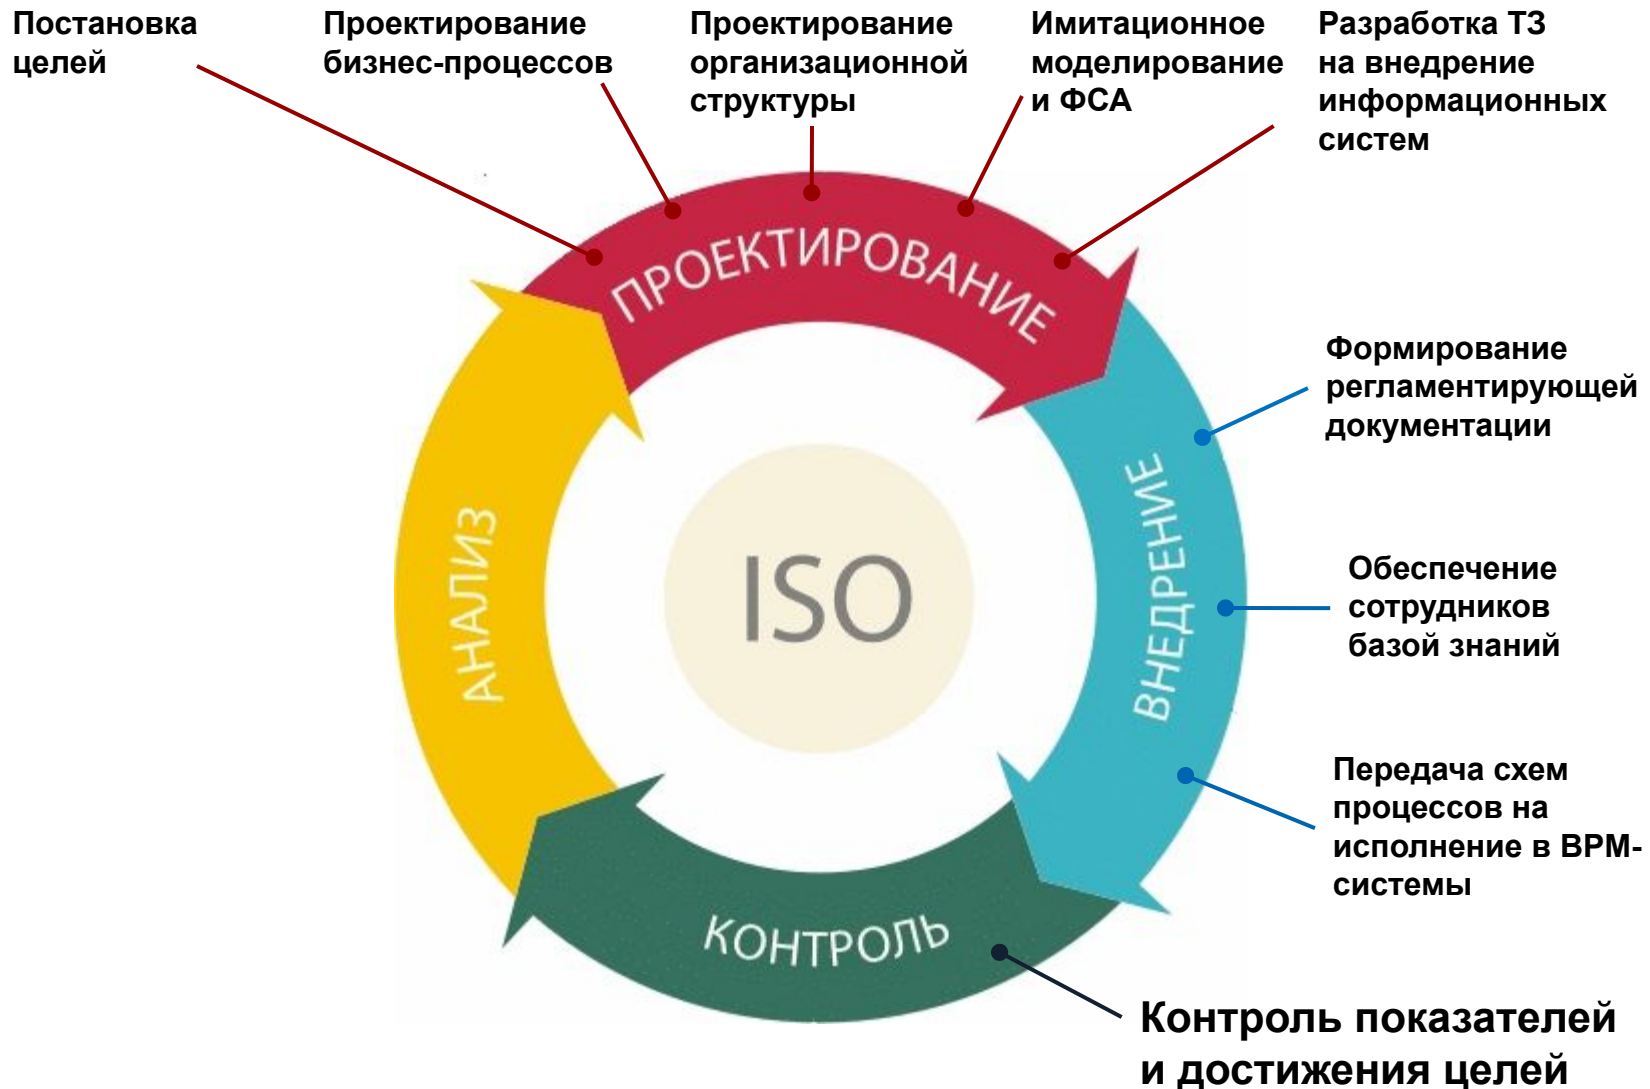 Постановка
целей
Проектирование
бизнес-процессов
Проектирование
организационной
структуры
Имитационное
моделирование
и ФСА
Разработка ТЗ
на внедрение
информационных
систем
ПРОЕКТИРОВАНИЕ
Формирование
регламентирующей
документации
ВНЕДРЕНИЕ
Обеспечение
сотрудников
базой знаний
Передача схем
процессов на
исполнение в BPM-
системы
КОНТРОЛЬ
Контроль показателей
и достижения целей
АНАЛИЗ
ISO